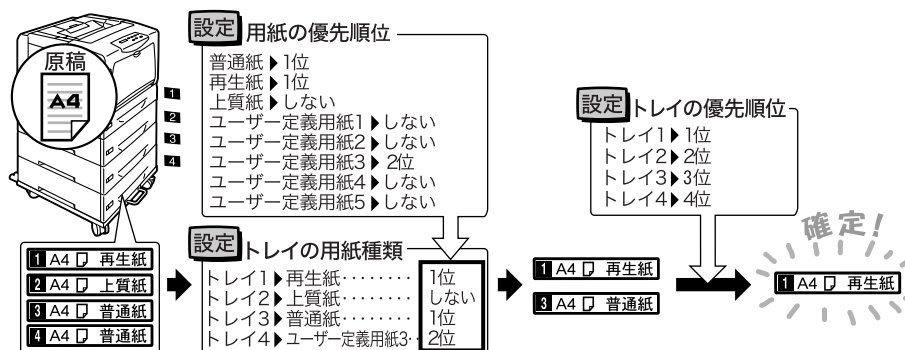 原稿
A4
1
2
3
4
設定 用紙の優先順位
普通紙▶1位
再生紙▶1位
上質紙▶しない
ユーザー定義用紙1▶しない
ユーザー定義用紙2▶しない
ユーザー定義用紙3▶2位
ユーザー定義用紙4▶しない
ユーザー定義用紙5▶しない
設定 トレイの優先順位
トレイ1▶1位
トレイ2▶2位
トレイ3▶3位
トレイ4▶4位
1 A4 再生紙
2 A4 上質紙
3 A4 普通紙
4 A4 普通紙
設定 トレイの用紙種類
トレイ1▶再生紙········ 1位
トレイ2▶上質紙········ しない
トレイ3▶普通紙········ 1位
トレイ4▶ユーザー定義用紙3·· 2位
1 A4 再生紙
3 A4 普通紙
確定!
1 A4 再生紙